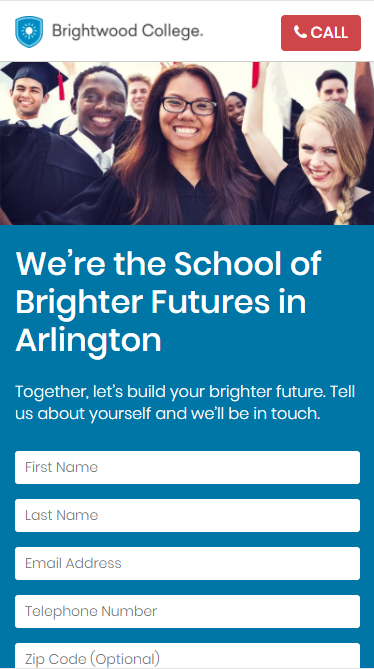 Brightwood College.
CALL
We're the School of
Brighter Futures in
Arlington
Together, let's build your brighter future. Tell
us about yourself and we'll be in touch.
First Name
Last Name
Email Address
Telephone Number
Zip Code (Optional)